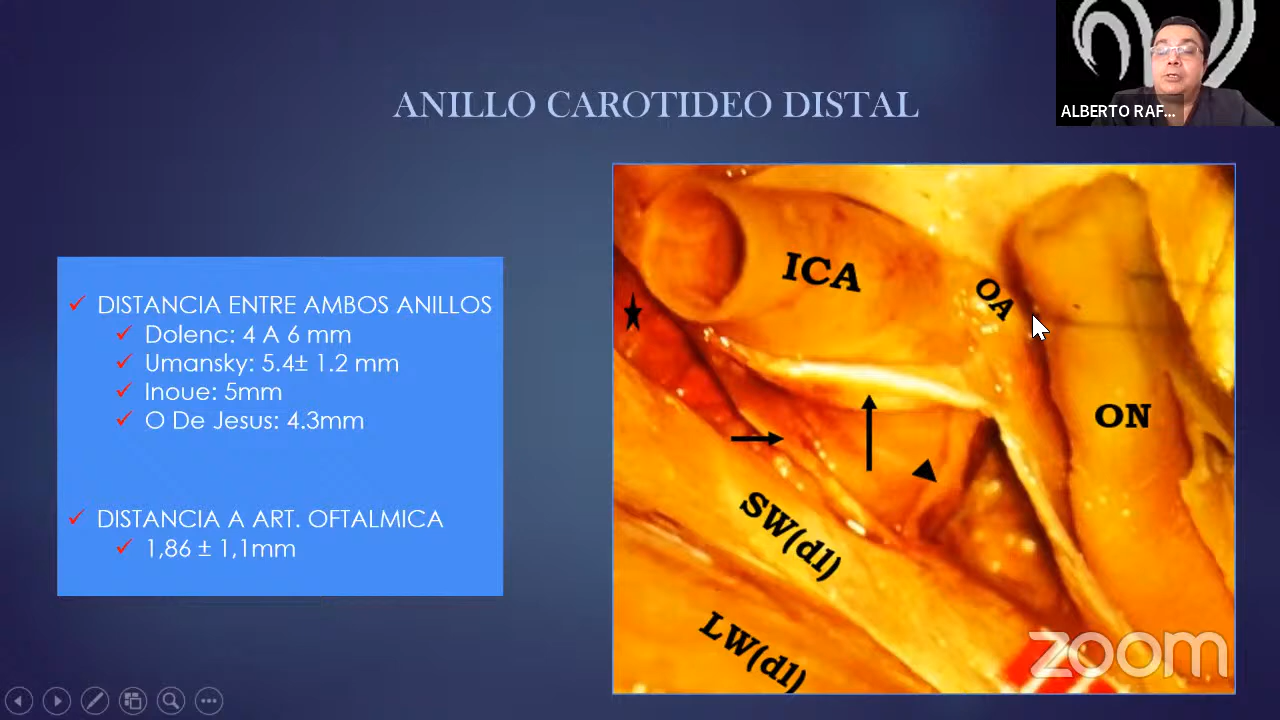 ANILLO CAROTIDEO DISTAL
ALBERTO RAF...
DISTANCIA ENTRE AMBOS ANILLOS
Dolenc: 4 A 6 mm
Umansky: 5.4± 1.2 mm
Inoue: 5mm
O De Jesus: 4.3mm
DISTANCIA A ART. OFTALMICA
1,86 ± 1,1mm
ICA
OA
ON
SW(dl)
LW(dl)
zoom